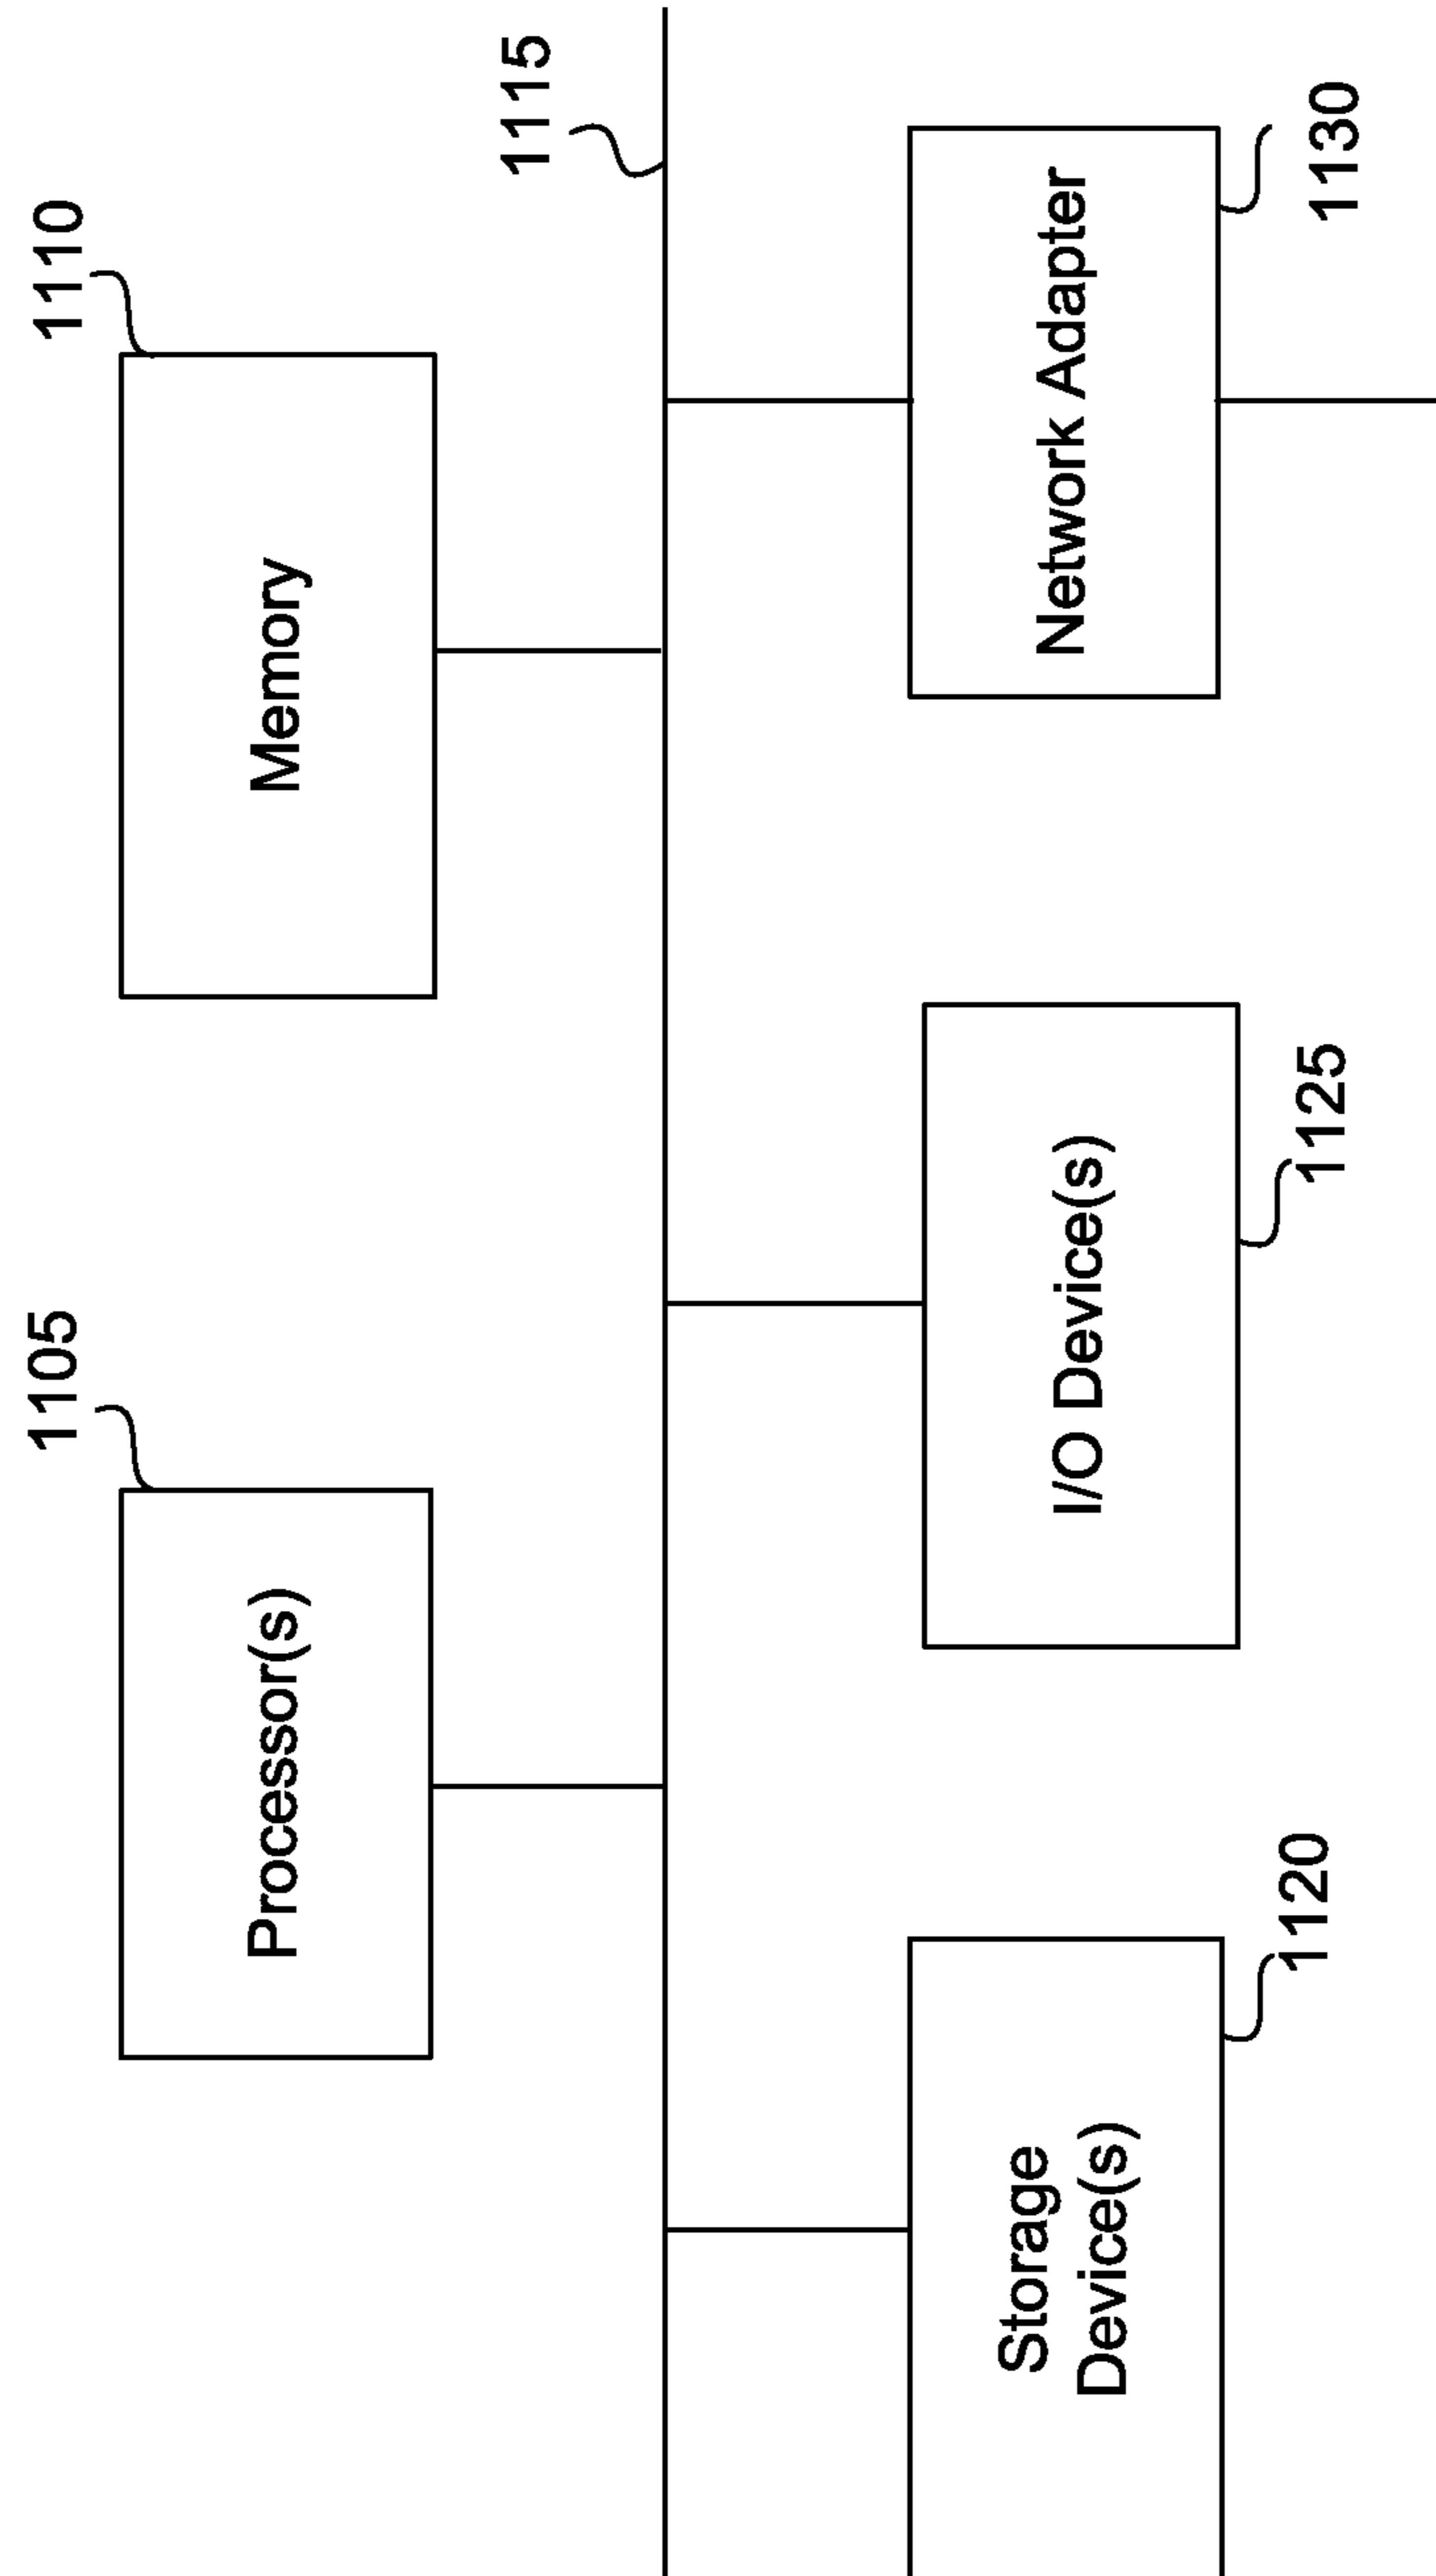 1105
Processor(s)
1110
Memory
1115
Storage
Device(s)
1120
I/O Device(s)
1125
Network Adapter
1130